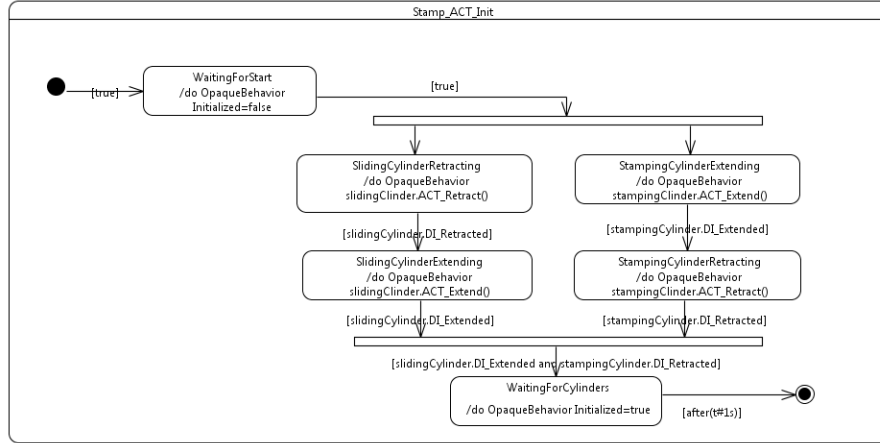 Stamp_ACT_Init
[true]
WaitingForStart
/do OpaqueBehavior
Initialized=false
[true]
SlidingCylinderRetracting
/do OpaqueBehavior
slidingClinder.ACT_Retract()
StampingCylinderExtending
/do OpaqueBehavior
stampingClinder.ACT_Extend()
[slidingCylinder.DI_Retracted]
[stampingCylinder.DI_Extended]
SlidingCylinderExtending
/do OpaqueBehavior
slidingClinder.ACT_Extend()
StampingCylinderRetracting
/do OpaqueBehavior
stampingClinder.ACT_Retract()
[slidingCylinder.DI_Extended]
[stampingCylinder.DI_Retracted]
[slidingCylinder.DI_Extended and stampingCylinder.DI_Retracted]
WaitingForCylinders
/do OpaqueBehavior Initialized=true
[after(t#1s)]